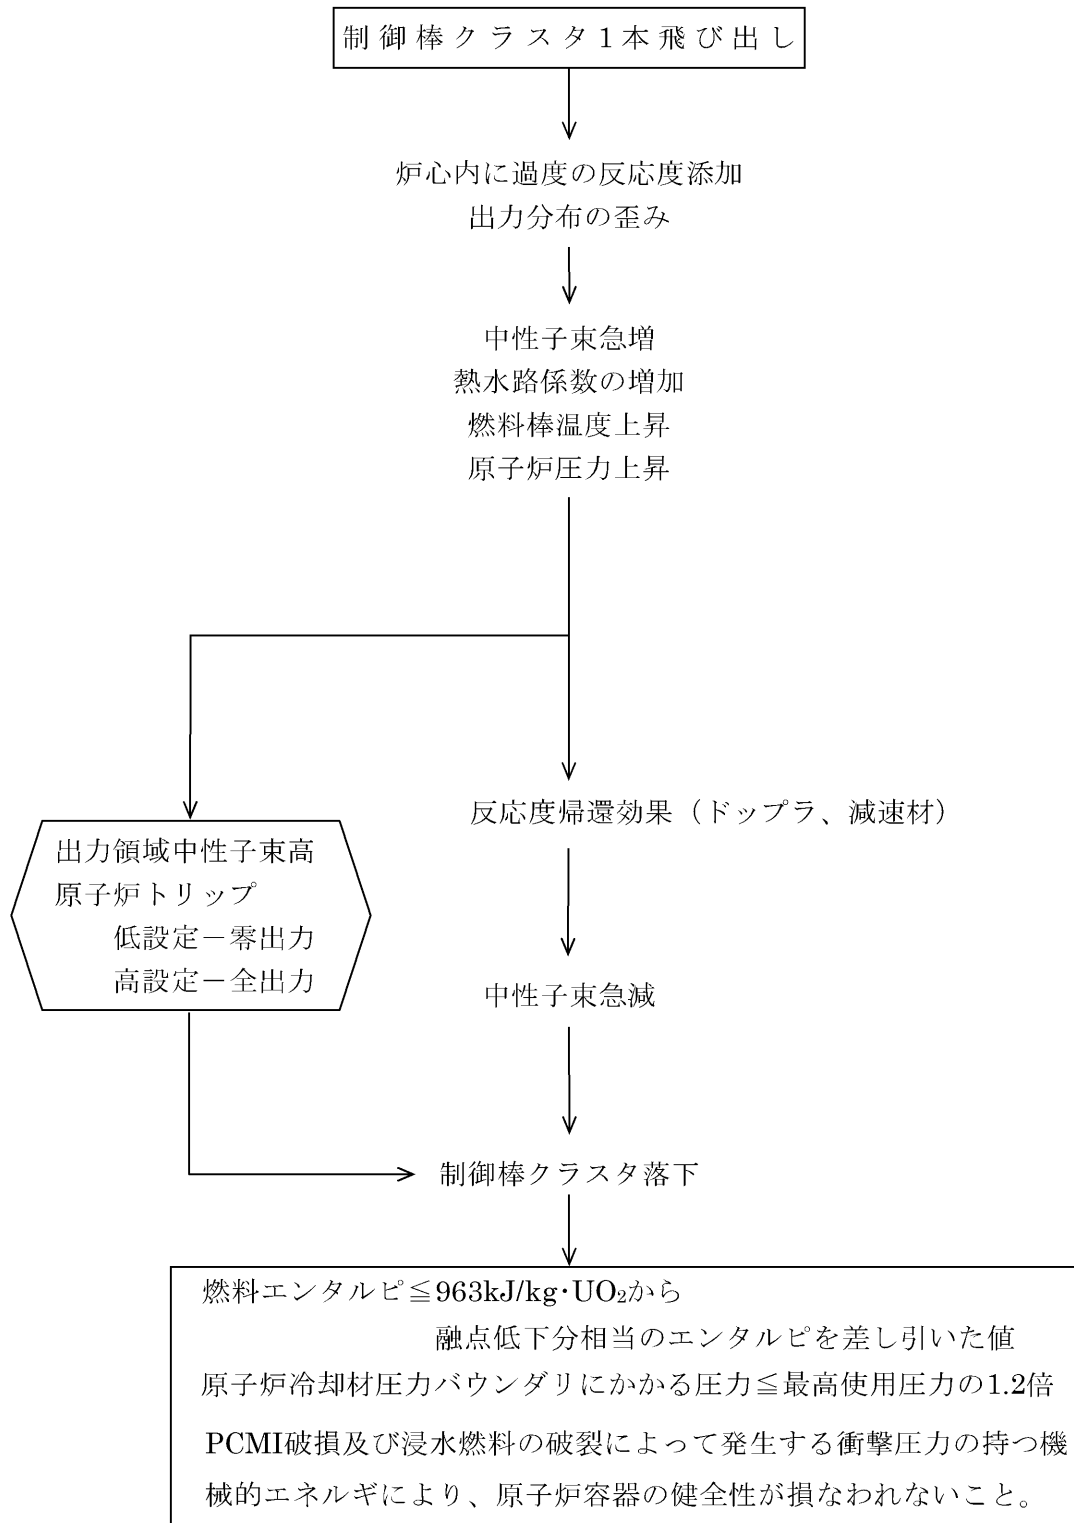 制御棒クラスタ1本飛び出し
炉心内に過度の反応度添加
出力分布の歪み
中性子束急増
熱水路係数の増加
燃料棒温度上昇
原子炉圧力上昇
反応度帰還効果（ドップラ、減速材）
出力領域中性子束高
原子炉トリップ
低設定－零出力
高設定－全出力
中性子束急減
制御棒クラスタ落下
燃料エンタルピ≦963kJ/kg･UO₂から
融点低下分相当のエンタルピを差し引いた値
原子炉冷却材圧力バウンダリにかかる圧力≦最高使用圧力の1.2倍
PCMI破損及び浸水燃料の破裂によって発生する衝撃圧力の持つ機
械的エネルギにより、原子炉容器の健全性が損なわれないこと。